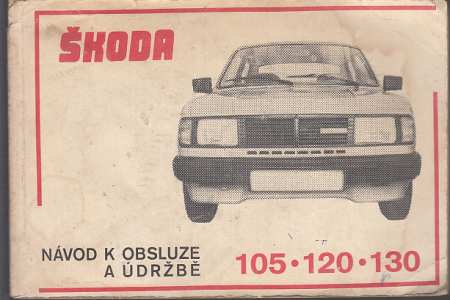 ŠKODA
NÁVOD K OBSLUZE
A ÚDRŽBĚ
105 • 120 • 130